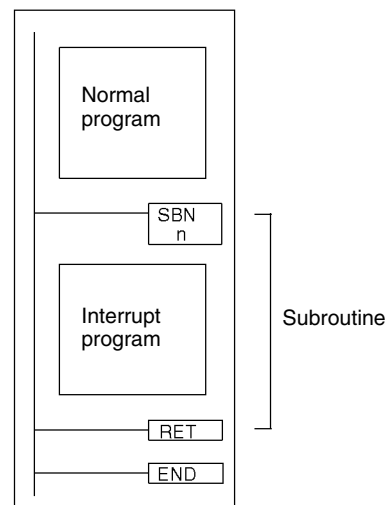 Normal
program
SBN
n
Interrupt
program
Subroutine
RET
END